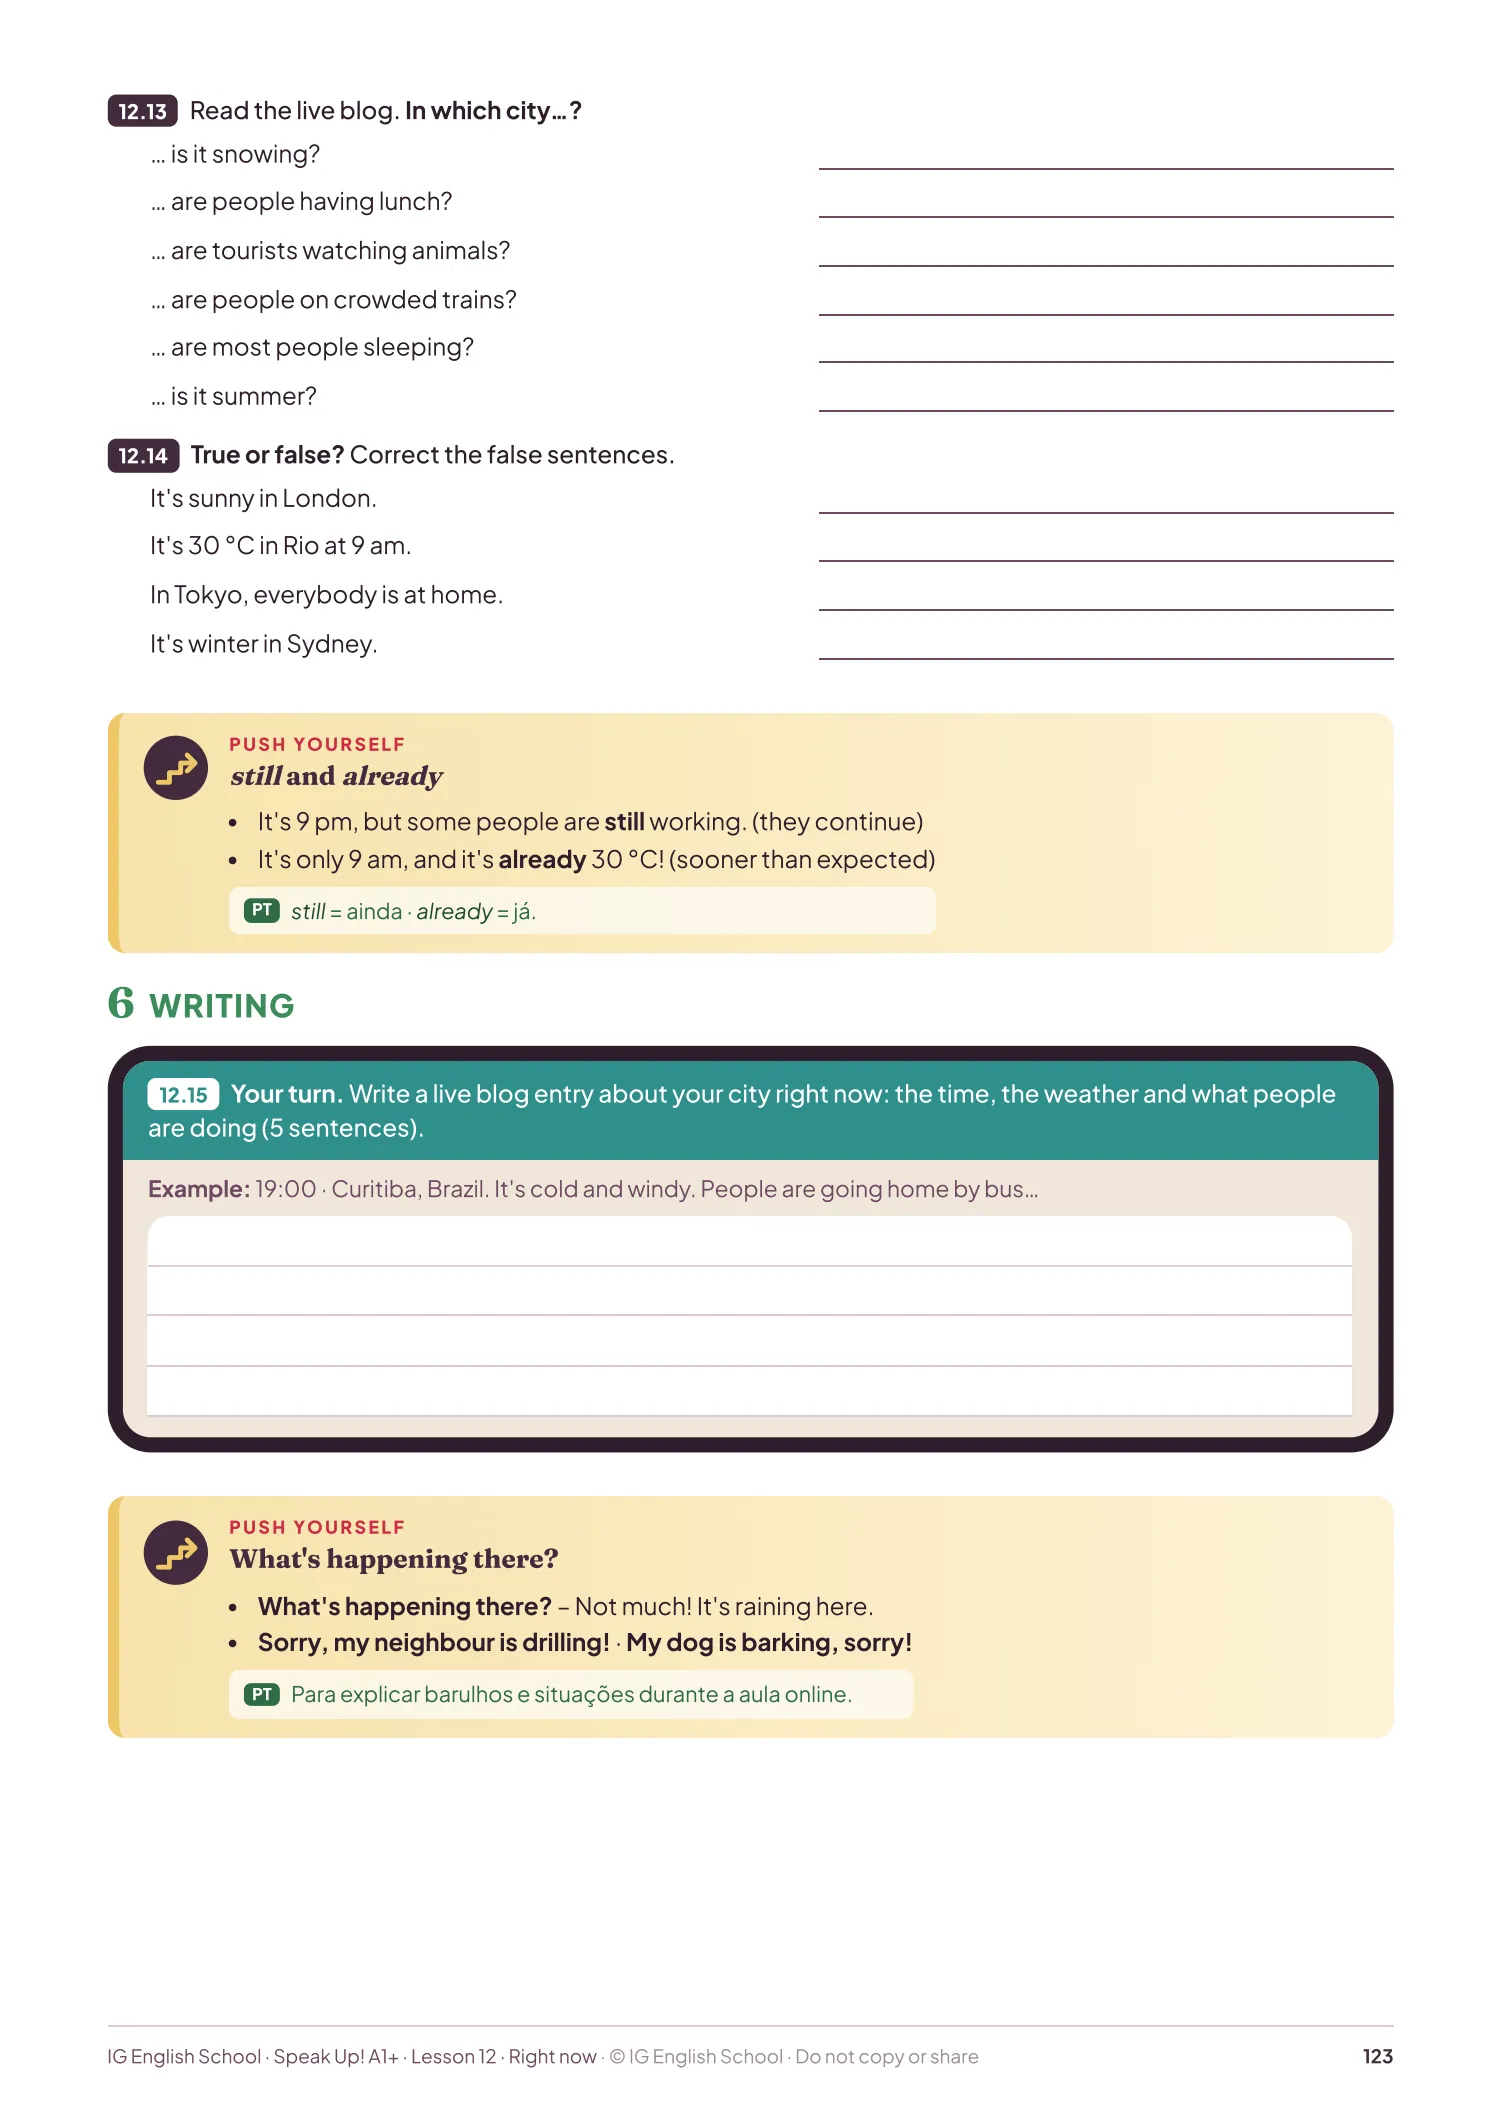 12.13 Read the live blog. In which city…?
… is it snowing?
… are people having lunch?
… are tourists watching animals?
… are people on crowded trains?
… are most people sleeping?
… is it summer?
12.14 True or false? Correct the false sentences.
It's sunny in London.
It's 30 °C in Rio at 9 am.
In Tokyo, everybody is at home.
It's winter in Sydney.
PUSH YOURSELF
still and already
• It's 9 pm, but some people are still working. (they continue)
• It's only 9 am, and it's already 30 °C! (sooner than expected)
PT still = ainda · already = já.
6 WRITING
12.15 Your turn. Write a live blog entry about your city right now: the time, the weather and what people
are doing (5 sentences).
Example: 19:00 · Curitiba, Brazil. It's cold and windy. People are going home by bus…
PUSH YOURSELF
What's happening there?
• What's happening there? – Not much! It's raining here.
• Sorry, my neighbour is drilling! · My dog is barking, sorry!
PT Para explicar barulhos e situações durante a aula online.
IG English School · Speak Up! A1+ · Lesson 12 · Right now · © IG English School · Do not copy or share 123